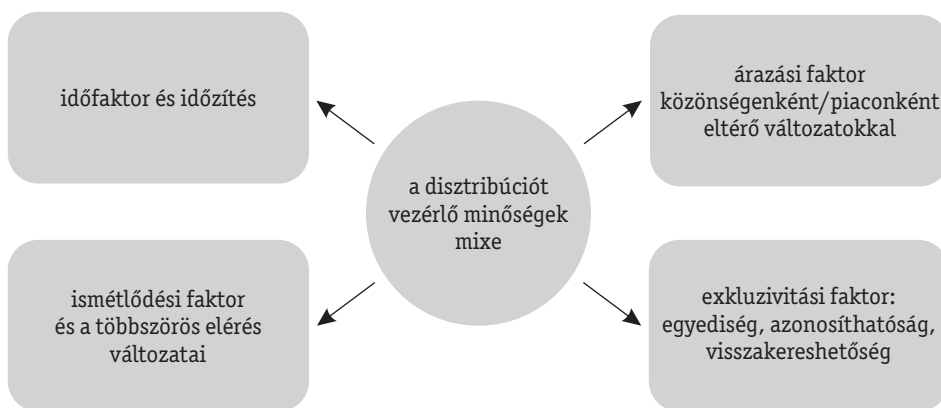 időfaktor és időzítés
árazási faktor
közönségenként/piaconként
eltérő változatokkal
a disztribúciót
vezérlő minőségek
mixe
ismétlődési faktor
és a többszörös elérés
változatai
exkluzivitási faktor:
egyediség, azonosíthatóság,
visszakereshetőség